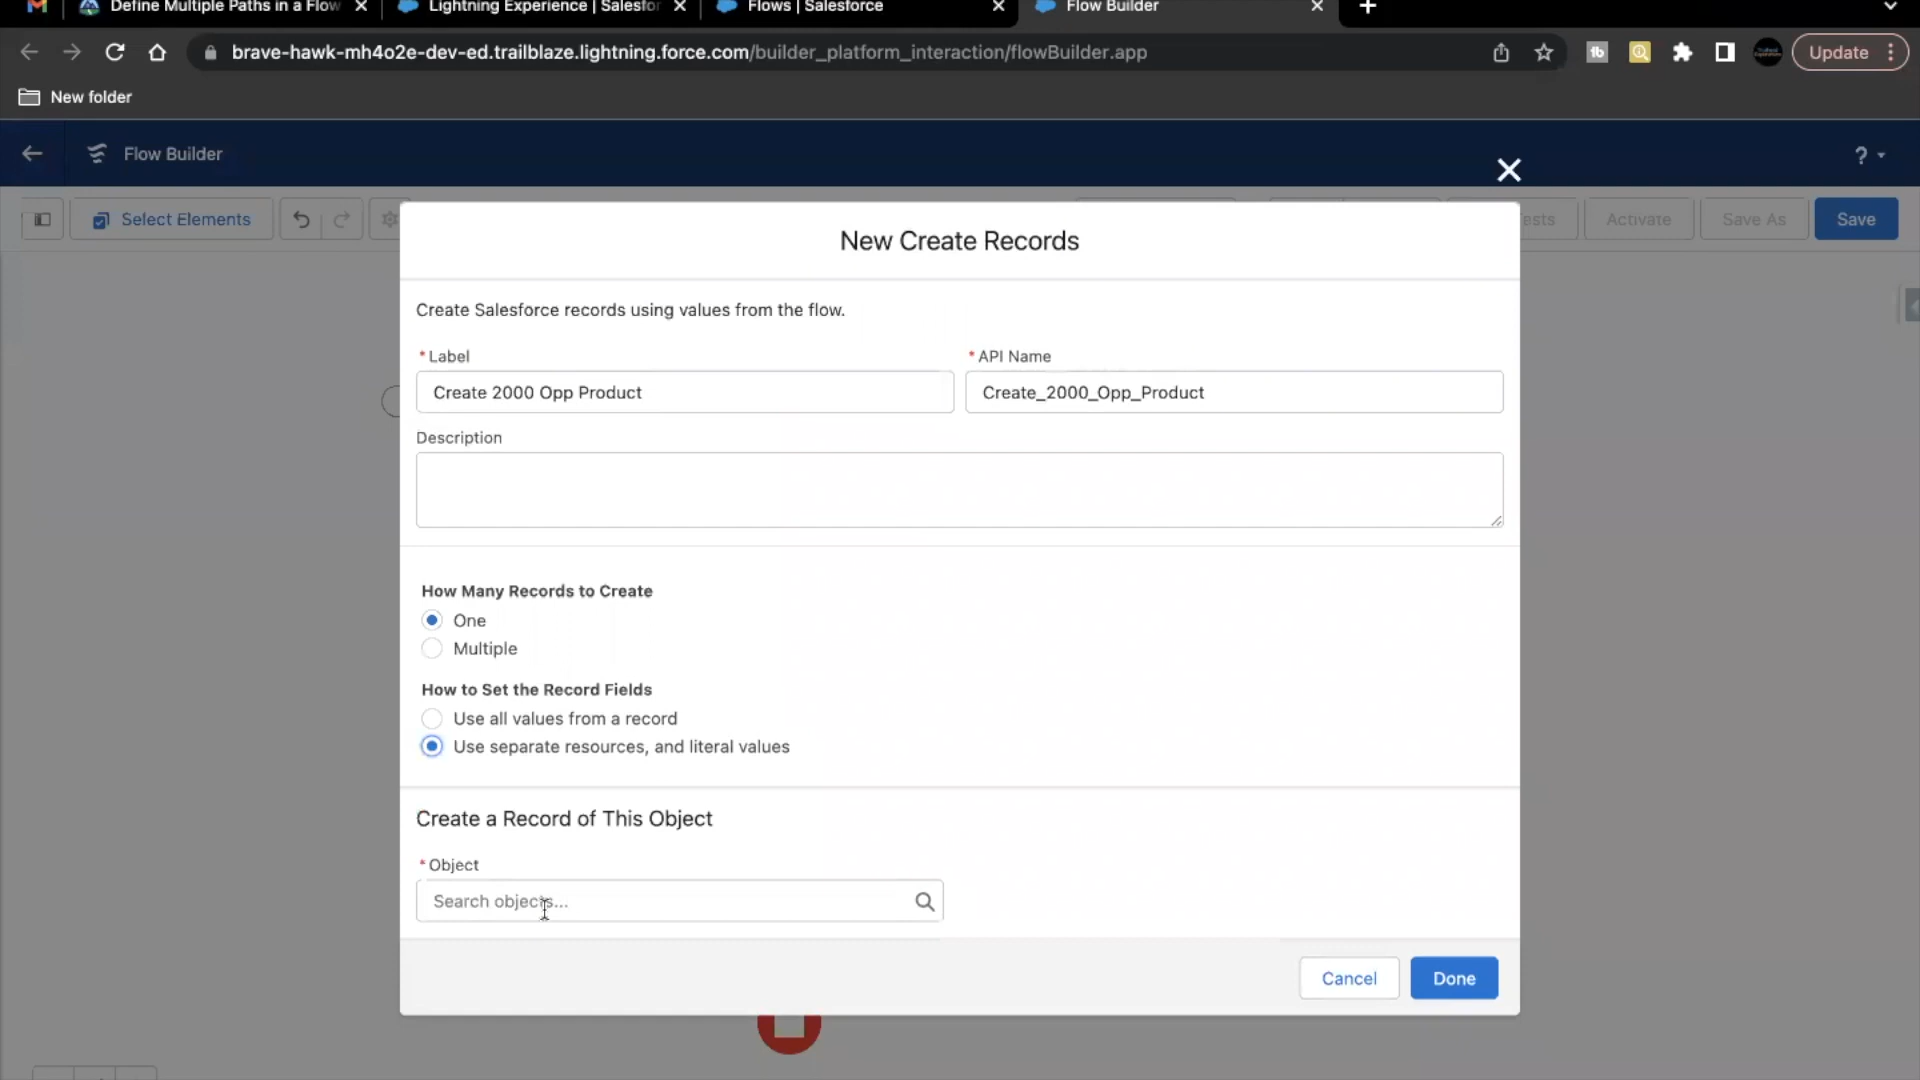 Define Multiple Paths in a Flow
Lightning Experience | Salesfor
Flows | Salesforce
Flow Builder
brave-hawk-mh4o2e-dev-ed.trailblaze.lightning.force.com/builder_platform_interaction/flowBuilder.app
Update
New folder
Flow Builder
?
Select Elements
ests
Activate
Save As
Save
New Create Records
Create Salesforce records using values from the flow.
* Label
* API Name
Create 2000 Opp Product
Create_2000_Opp_Product
Description
How Many Records to Create
One
Multiple
How to Set the Record Fields
Use all values from a record
Use separate resources, and literal values
Create a Record of This Object
* Object
Search objects...
Cancel
Done